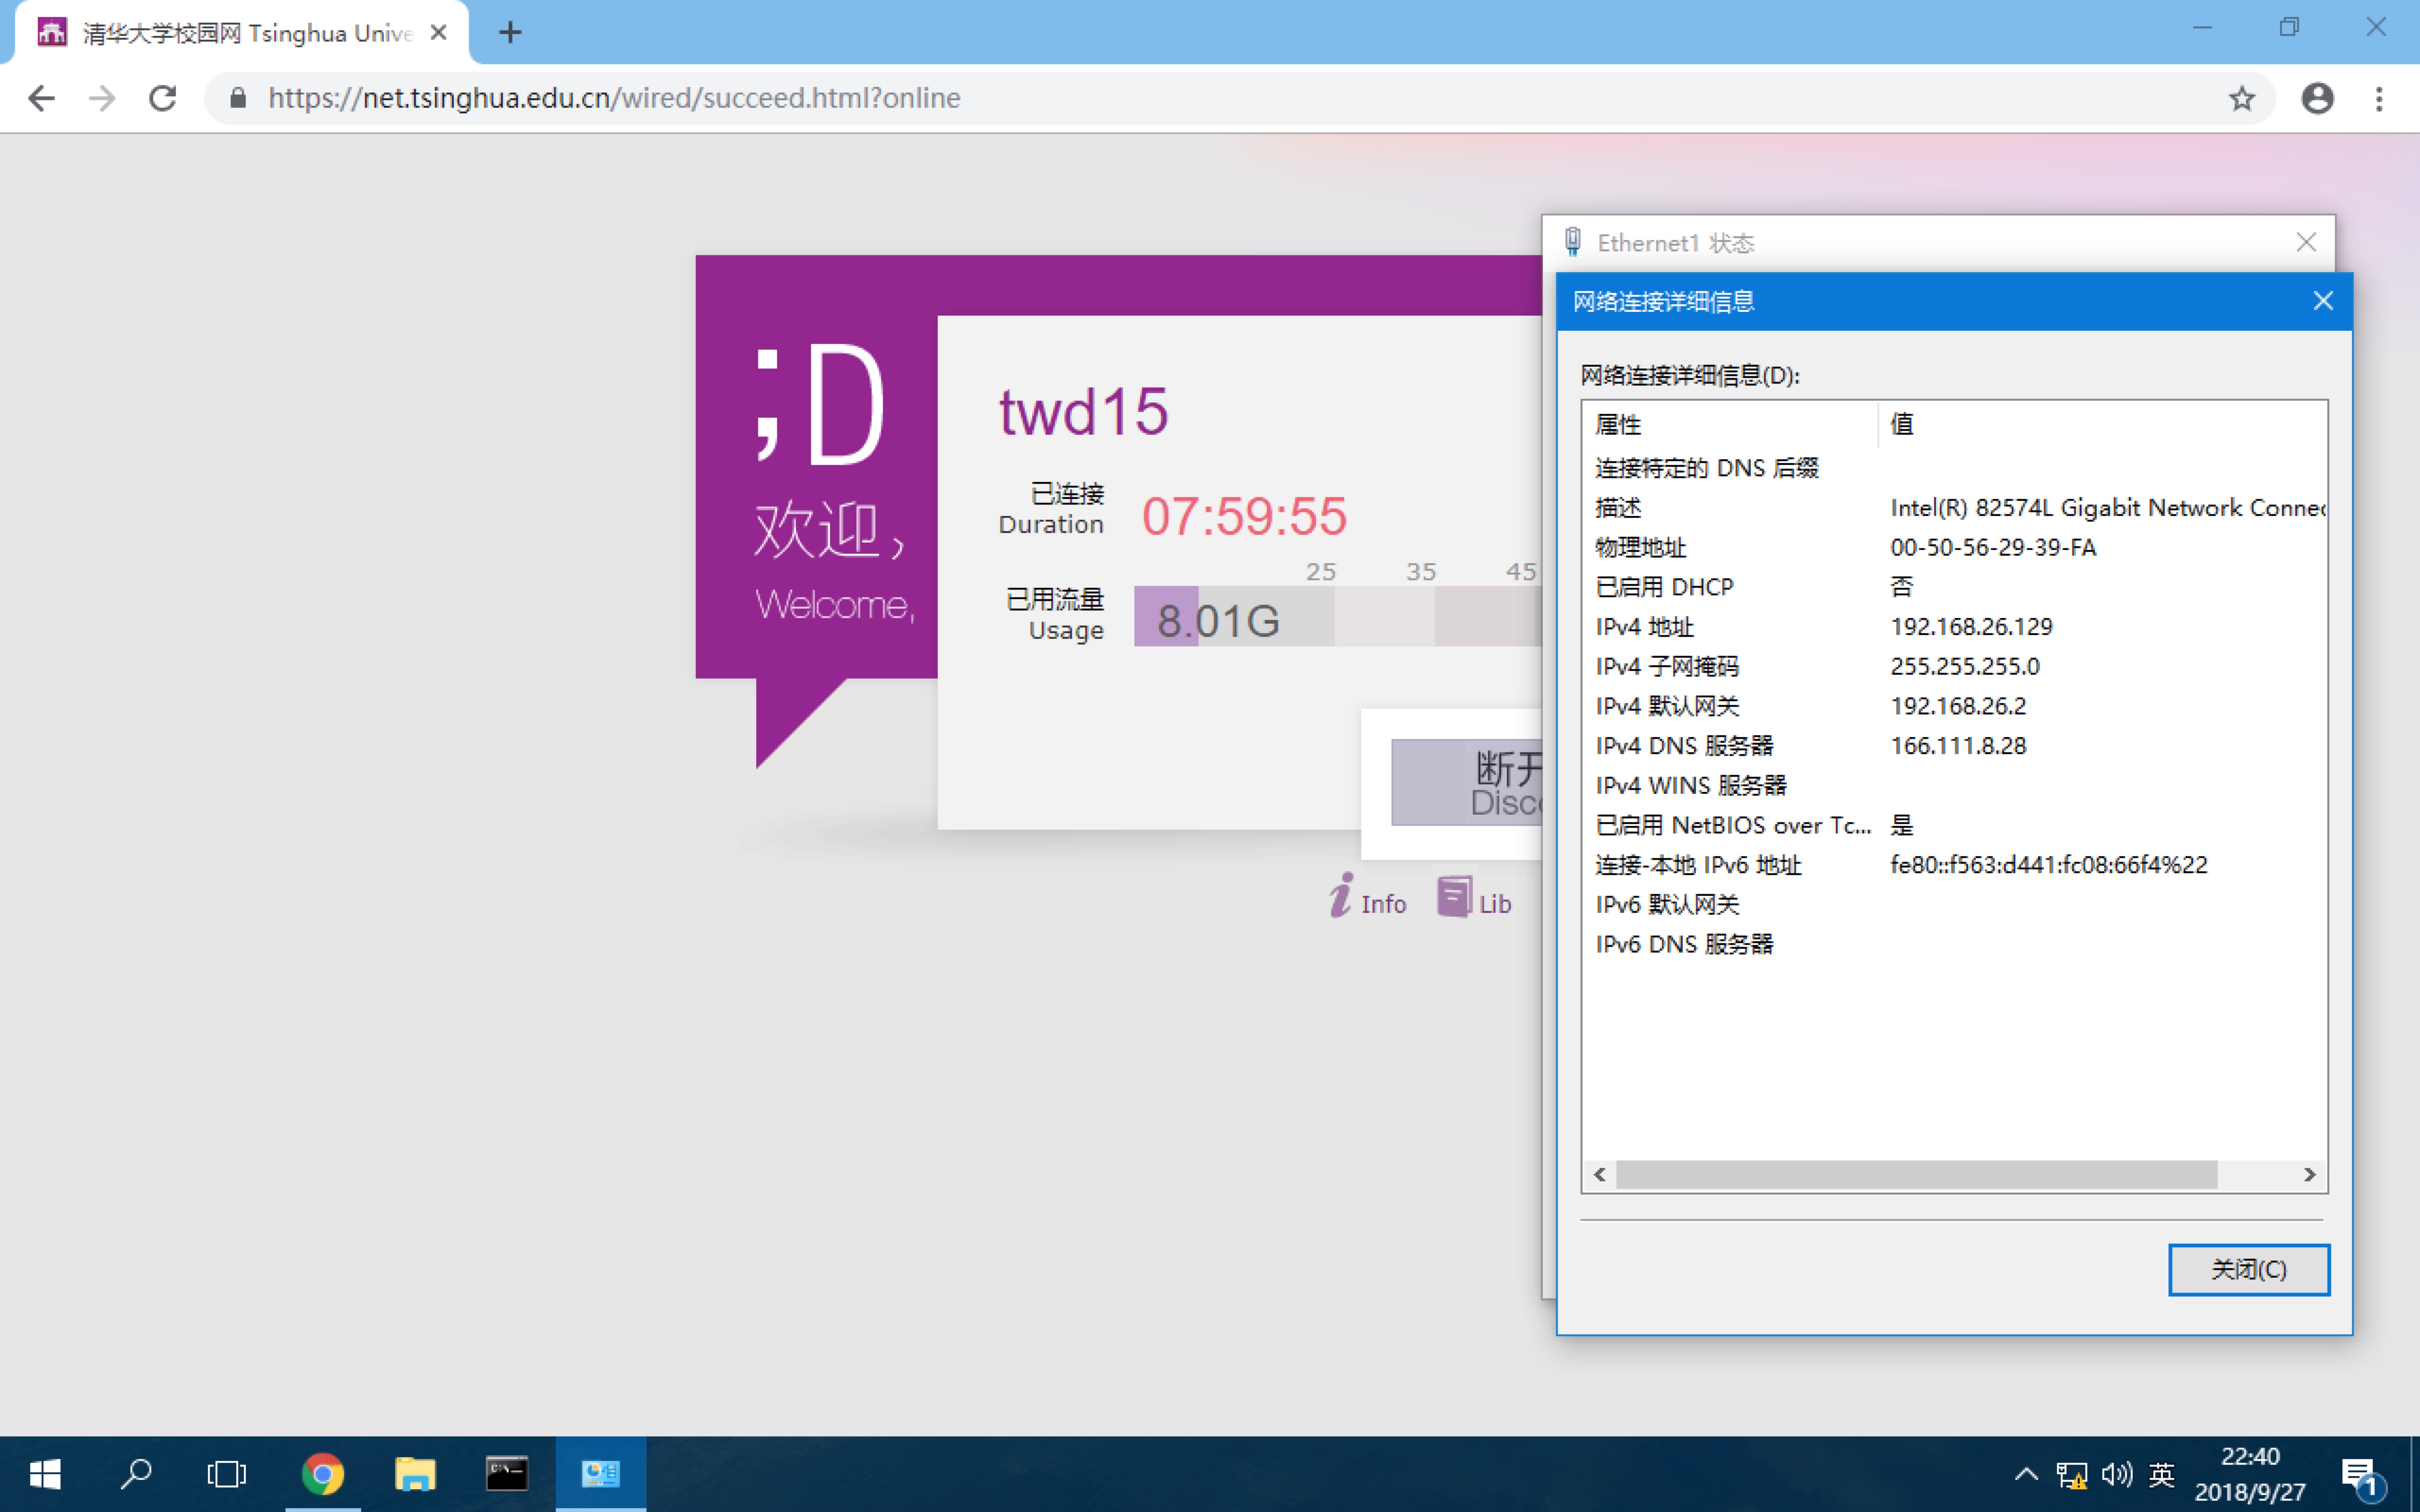 清华大学校园网 Tsinghua Unive
https://net.tsinghua.edu.cn/wired/succeed.html?online
;D
欢迎,
Welcome,
twd15
已连接
Duration
07:59:55
25 35 45
已用流量
Usage
8.01G
断开
Disco
Info
Lib
Ethernet1 状态
网络连接详细信息
网络连接详细信息(D):
属性 值
连接特定的 DNS 后缀
描述 Intel(R) 82574L Gigabit Network Connec
物理地址 00-50-56-29-39-FA
已启用 DHCP 否
IPv4 地址 192.168.26.129
IPv4 子网掩码 255.255.255.0
IPv4 默认网关 192.168.26.2
IPv4 DNS 服务器 166.111.8.28
IPv4 WINS 服务器
已启用 NetBIOS over Tc... 是
连接-本地 IPv6 地址 fe80::f563:d441:fc08:66f4%22
IPv6 默认网关
IPv6 DNS 服务器
关闭(C)
英
22:40
2018/9/27
1